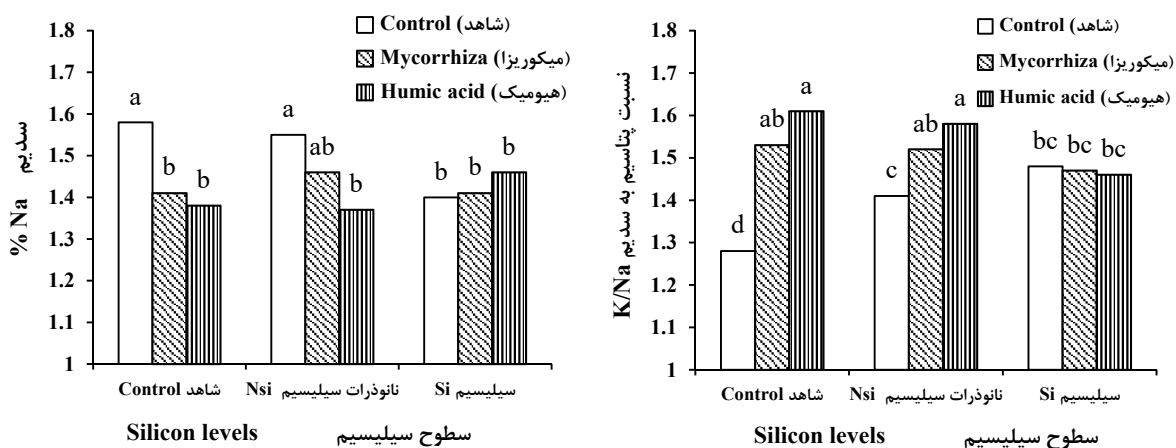 1.8
1.7
1.6
1.5
1.4
1.3
1.2
1.1
1
% Na سدیم
Control (شاهد)
Mycorrhiza (میکوریزا)
Humic acid (هیومیک)
a
b
b
a
ab
b
b
b
b
Control شاهد
Nsi نانوذرات سیلیسیم
Si سیلیسیم
Silicon levels سطوح سیلیسیم
1.8
1.7
1.6
1.5
1.4
1.3
1.2
1.1
1
K/Na نسبت پتاسیم به سدیم
Control (شاهد)
Mycorrhiza (میکوریزا)
Humic acid (هیومیک)
d
ab
a
c
ab
a
bc
bc
bc
Control شاهد
Nsi نانوذرات سیلیسیم
Si سیلیسیم
Silicon levels سطوح سیلیسیم